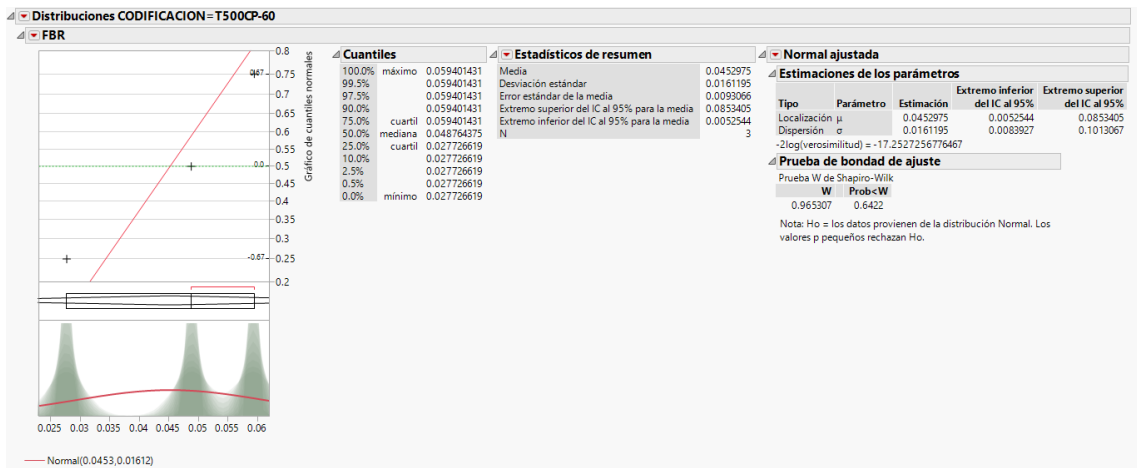 Distribuciones CODIFICACION=T500CP-60
FBR
0.8
0.75
0.7
0.65
0.6
0.55
0.5
0.45
0.4
0.35
0.3
0.25
0.2
0.67
0.0
-0.67
Gráfico de cuantiles normales
0.025 0.03 0.035 0.04 0.045 0.05 0.055 0.06
Normal(0.0453,0.01612)
Cuantiles
100.0% máximo 0.059401431
99.5% 0.059401431
97.5% 0.059401431
90.0% 0.059401431
75.0% cuartil 0.059401431
50.0% mediana 0.048764375
25.0% cuartil 0.027726619
10.0% 0.027726619
2.5% 0.027726619
0.5% 0.027726619
0.0% mínimo 0.027726619
Estadísticos de resumen
Media 0.0452975
Desviación estándar 0.0161195
Error estándar de la media 0.0093066
Extremo superior del IC al 95% para la media 0.0853405
Extremo inferior del IC al 95% para la media 0.0052544
N 3
Normal ajustada
Estimaciones de los parámetros
Tipo Parámetro Estimación Extremo inferior del IC al 95% Extremo superior del IC al 95%
Localización μ 0.0452975 0.0052544 0.0853405
Dispersión σ 0.0161195 0.0083927 0.1013067
-2log(verosimilitud) = -17.2527256776467
Prueba de bondad de ajuste
Prueba W de Shapiro-Wilk
W Prob<W
0.965307 0.6422
Nota: Ho = los datos provienen de la distribución Normal. Los
valores p pequeños rechazan Ho.